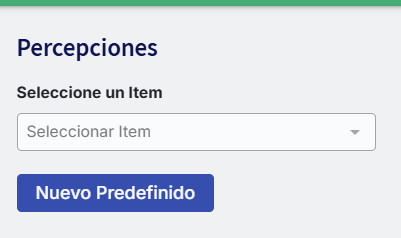 Percepciones
Seleccione un Item
Seleccionar Item
Nuevo Predefinido